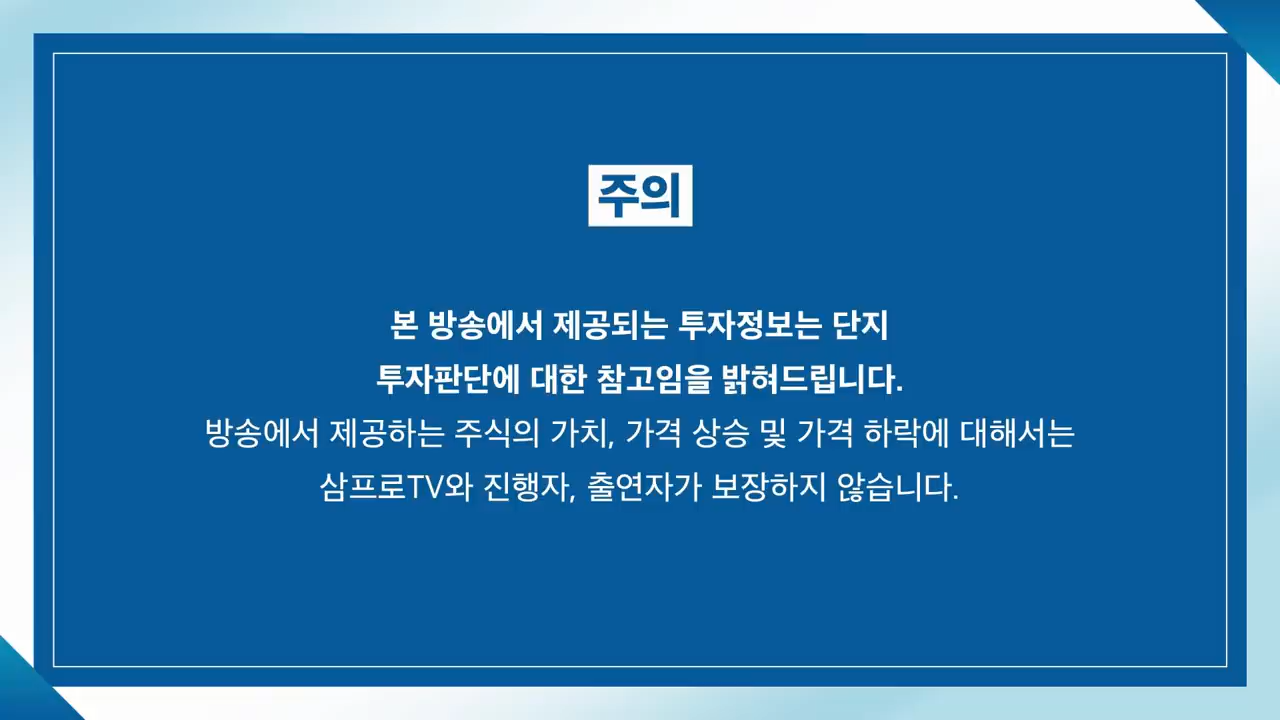 주의
본 방송에서 제공되는 투자정보는 단지
투자판단에 대한 참고임을 밝혀드립니다.
방송에서 제공하는 주식의 가치, 가격 상승 및 가격 하락에 대해서는
삼프로TV와 진행자, 출연자가 보장하지 않습니다.